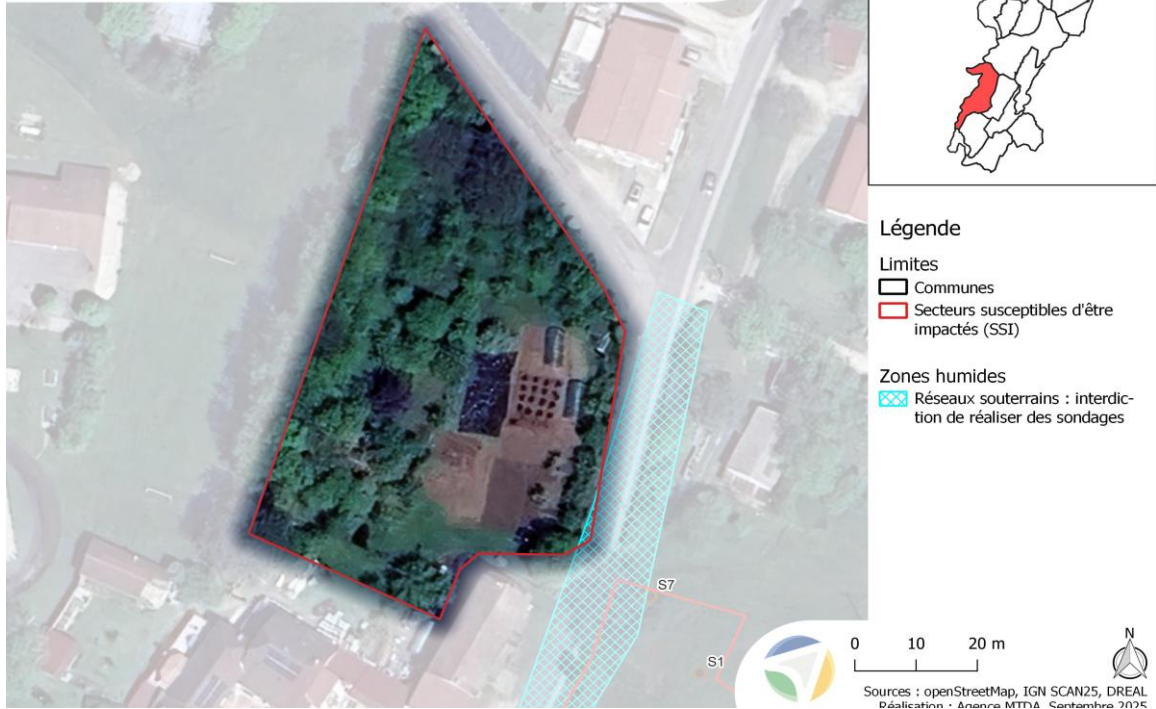 Légende
Limites
Communes
Secteurs susceptibles d'être
impactés (SSI)
Zones humides
Réseaux souterrains : interdic-
tion de réaliser des sondages
S7
S1
0 10 20 m
N
Sources : openStreetMap, IGN SCAN25, DREAL
Réalisation : Agence MTDA, Septembre 2025